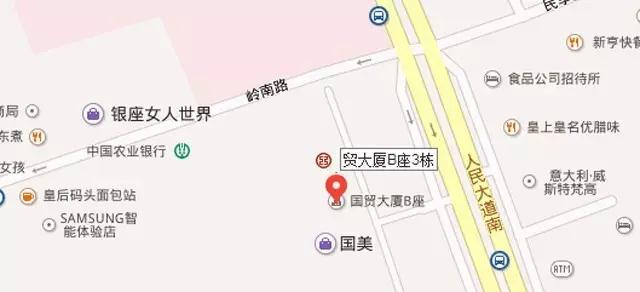 民享
新亨快餐
岭南路
食品公司招待所
商局
银座女人世界
东煮
皇上皇名优腊味
中国农业银行
贸大厦B座3栋
人民大道南
女孩
意大利·威
斯特梵高
皇后码头面包站
国贸大厦B座
SAMSUNG智
能体验店
国美
ATM